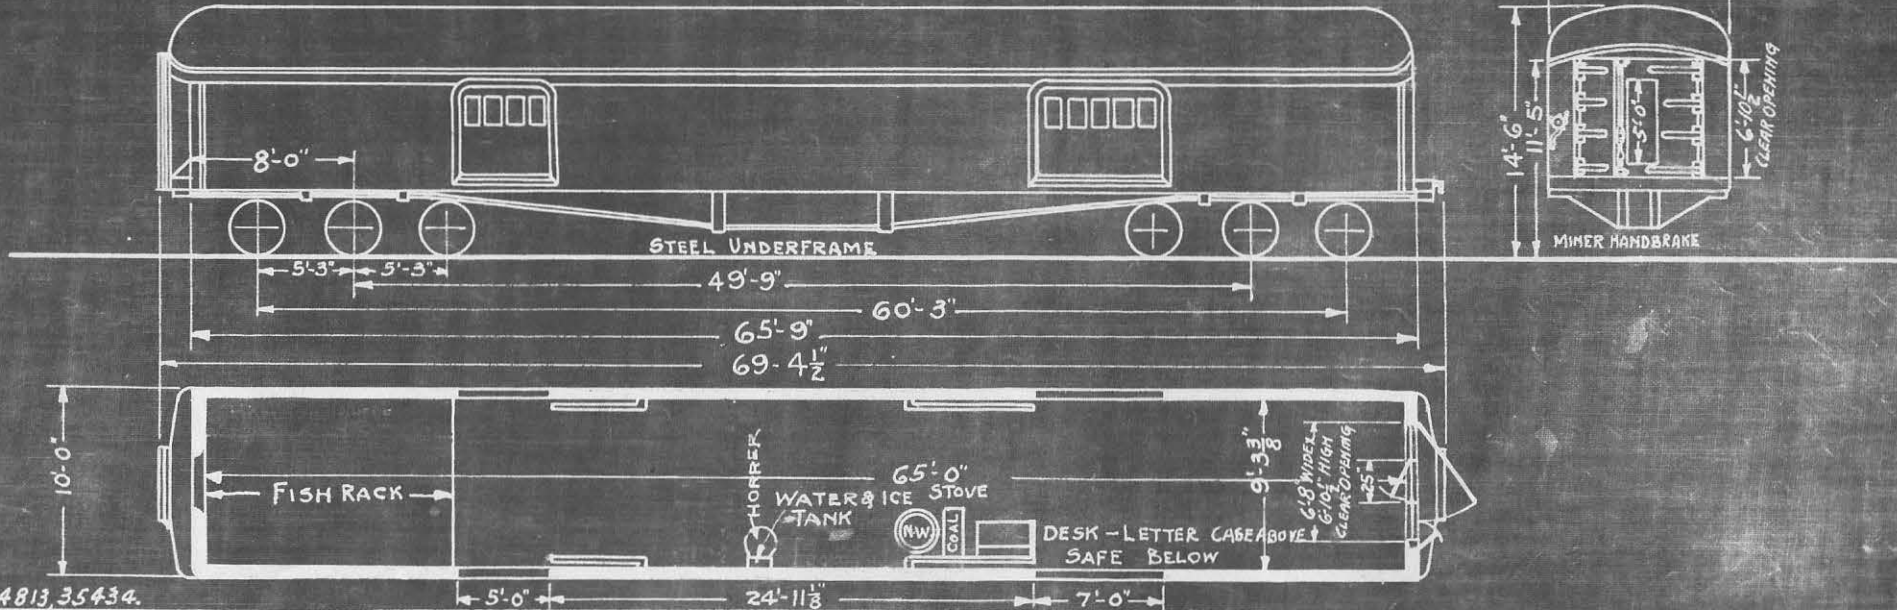 8'-0"
14'-6"
11'-5"
5'-0"
6'-10½"
CLEAR OPENING
STEEL UNDERFRAME
MINER HANDBRAKE
5'-3" 5'-3"
49'-9"
60'-3"
65'-9"
69-4½"
10'-0"
HOPPER
65'-0"
9'-3⅜"
FISH RACK
WATER & ICE
TANK
STOVE
N-W
COAL
DESK - LETTER CASE ABOVE
SAFE BELOW
6'-8" WIDE x
6'-10½" HIGH
CLEAR OPENING
25"
4813, 35434.
5'-0" 24'-11⅛" 7'-0"